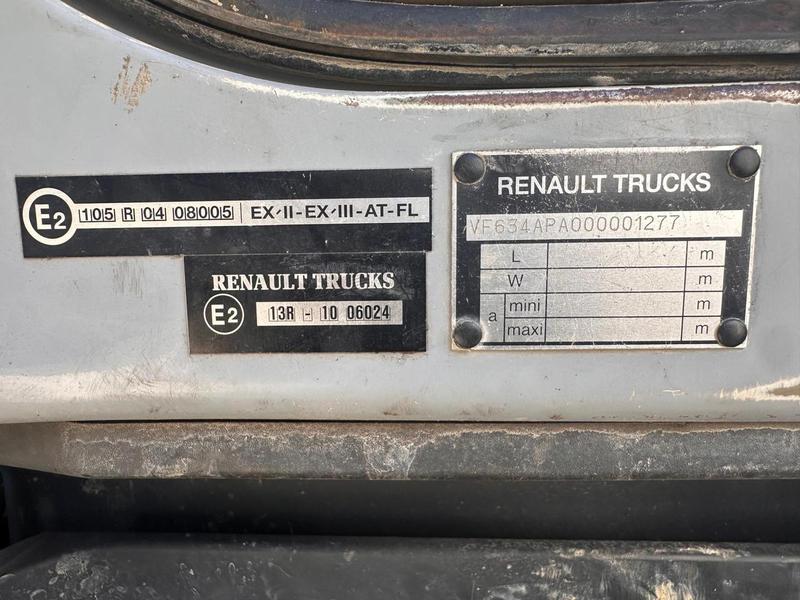 E2 105 R 04 08005 EX/II-EX/III-AT-FL
RENAULT TRUCKS
E2 13R - 10 06024
RENAULT TRUCKS
VF634APA000001277
L m
W m
a mini m
maxi m